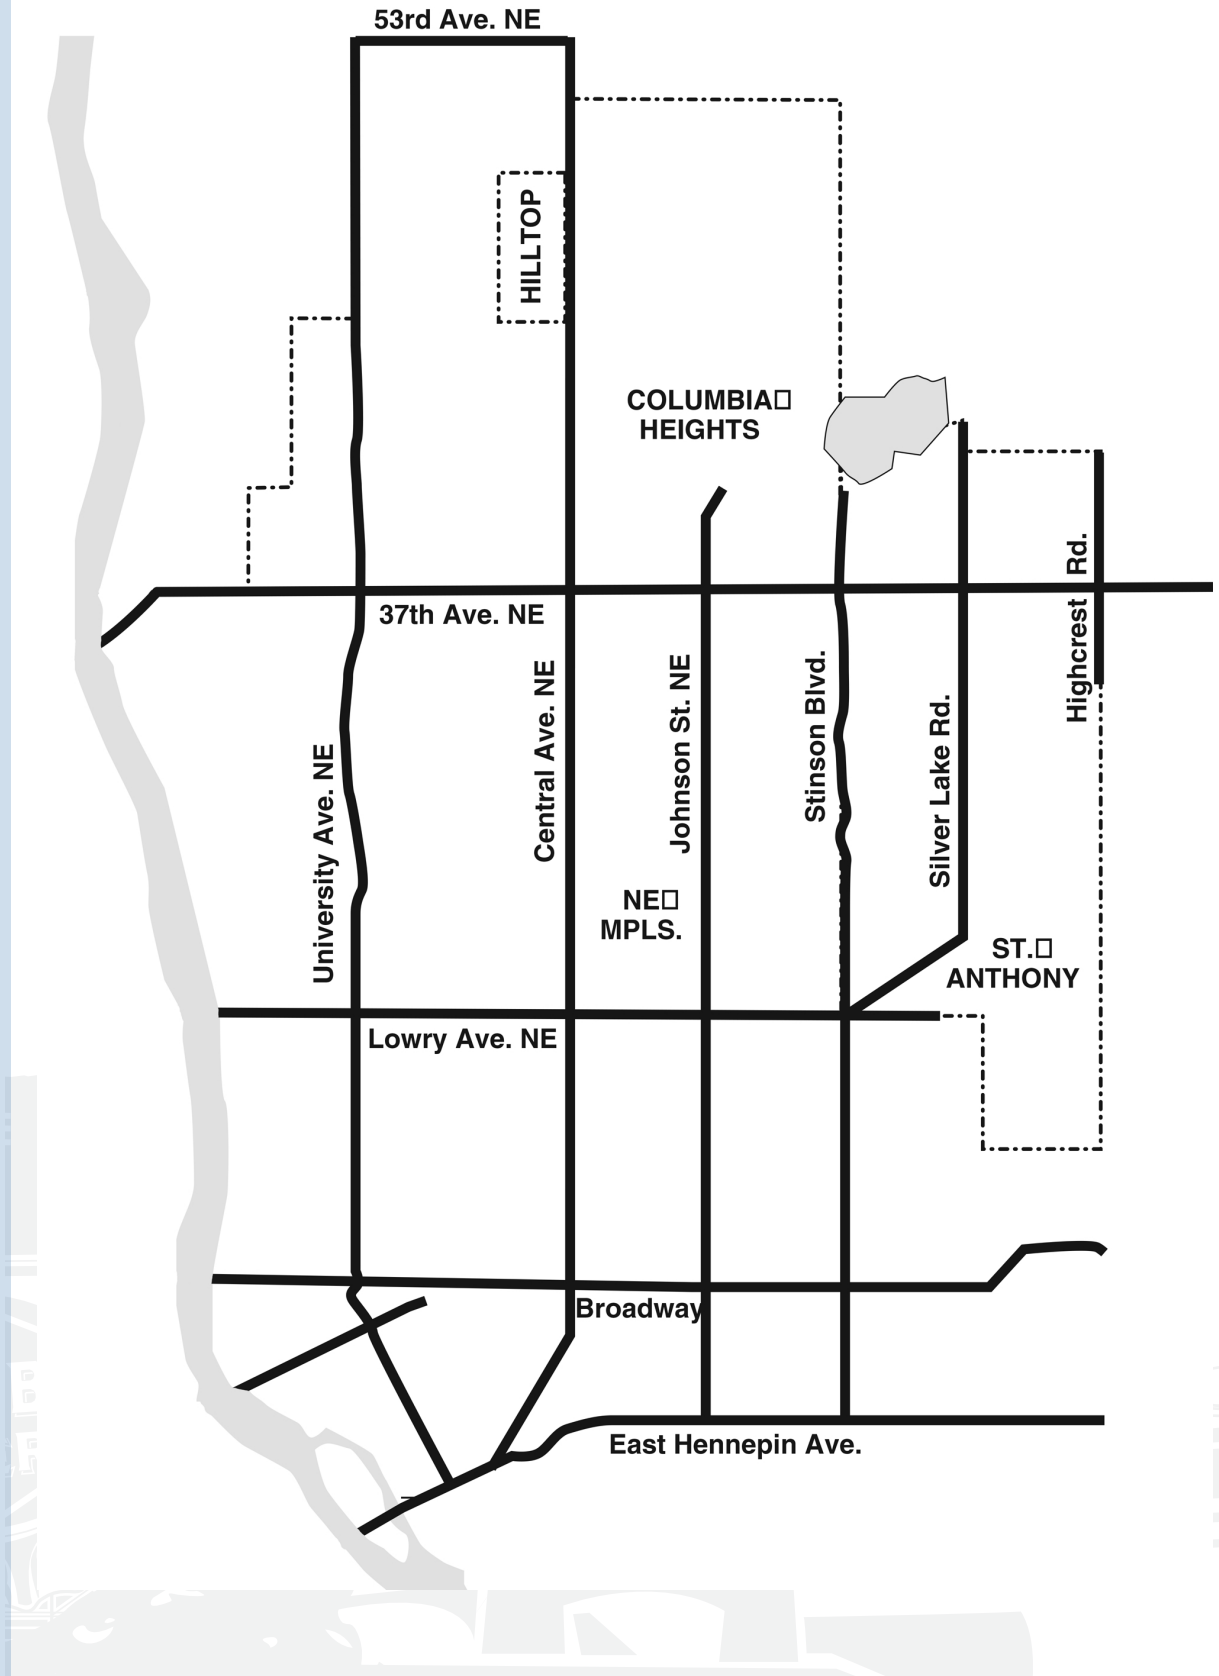 53rd Ave. NE
HILLTOP
COLUMBIA
HEIGHTS
Highcrest Rd.
37th Ave. NE
University Ave. NE
Central Ave. NE
Johnson St. NE
Stinson Blvd.
Silver Lake Rd.
NE
MPLS.
ST.
ANTHONY
Lowry Ave. NE
Broadway
East Hennepin Ave.